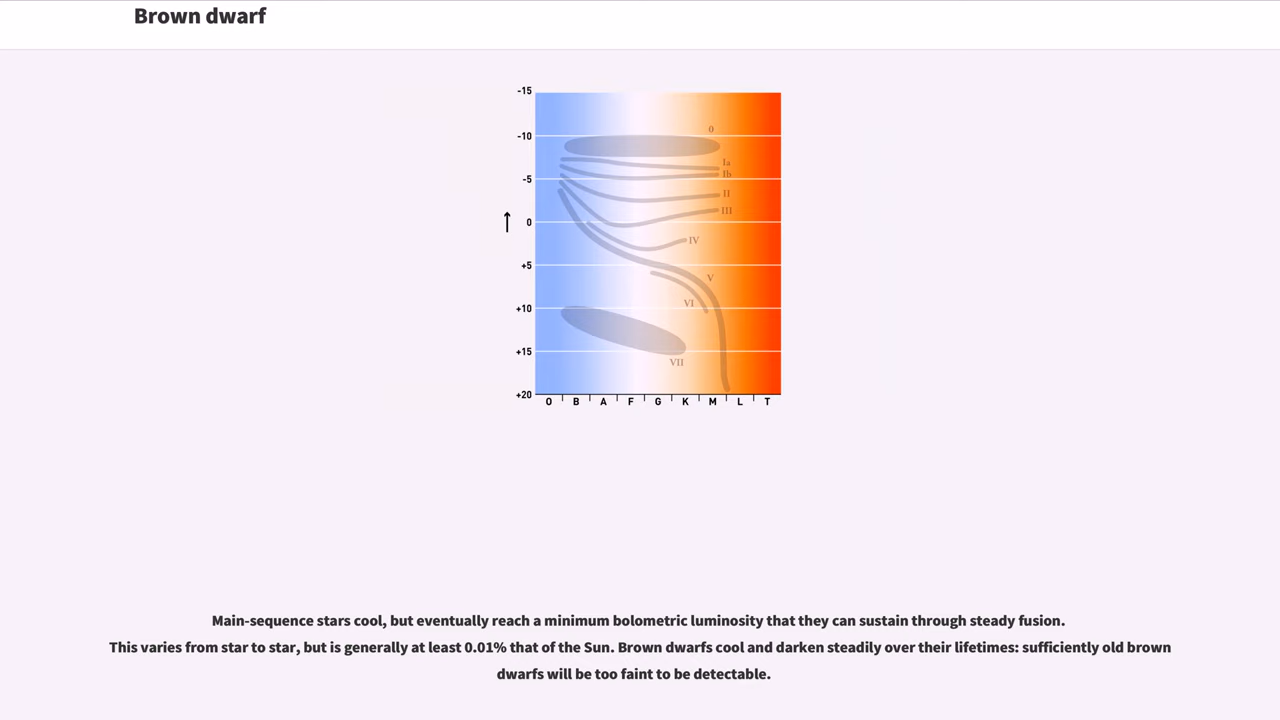 Brown dwarf
-15
-10
-5
0
+5
+10
+15
+20
0
Ia
Ib
II
III
IV
V
VI
VII
O B A F G K M L T
Main-sequence stars cool, but eventually reach a minimum bolometric luminosity that they can sustain through steady fusion.
This varies from star to star, but is generally at least 0.01% that of the Sun. Brown dwarfs cool and darken steadily over their lifetimes: sufficiently old brown
dwarfs will be too faint to be detectable.